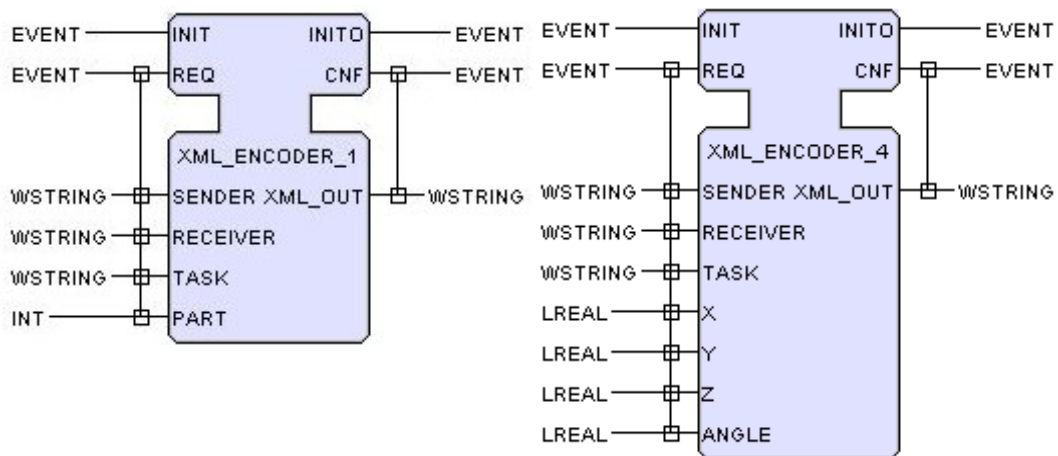 EVENT INIT INITO EVENT
EVENT REQ CNF EVENT
XML_ENCODER_1
WSTRING SENDER XML_OUT WSTRING
WSTRING RECEIVER
WSTRING TASK
INT PART
EVENT INIT INITO EVENT
EVENT REQ CNF EVENT
XML_ENCODER_4
WSTRING SENDER XML_OUT WSTRING
WSTRING RECEIVER
WSTRING TASK
LREAL X
LREAL Y
LREAL Z
LREAL ANGLE